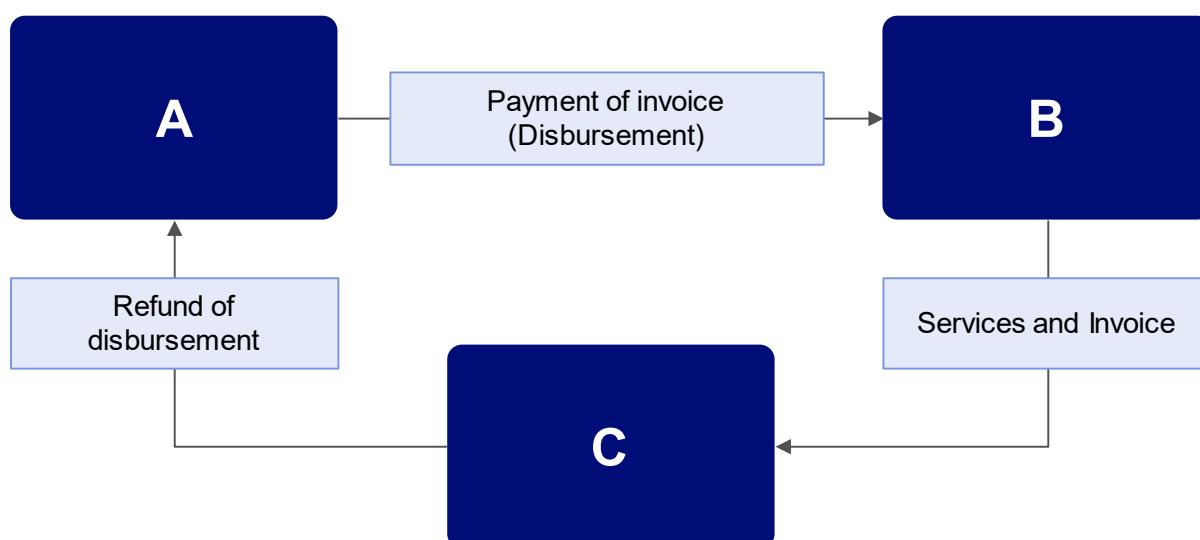 A
Payment of invoice
(Disbursement)
B
Refund of
disbursement
Services and Invoice
C